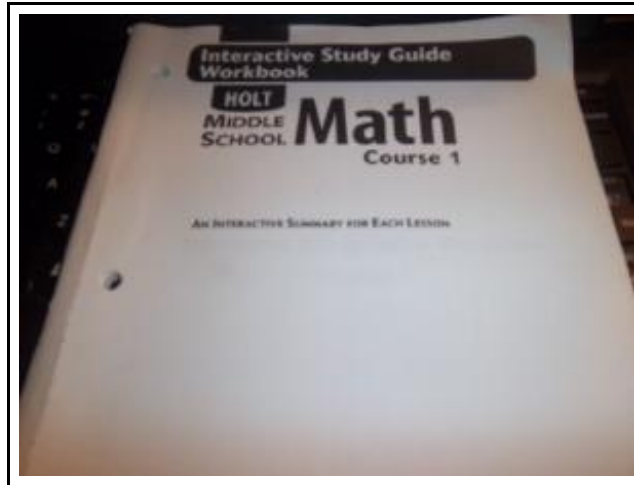 Interactive Study Guide
Workbook
HOLT
MIDDLE
SCHOOL Math
Course 1
AN INTERACTIVE SUMMARY FOR EACH LESSON
Q
A
Z